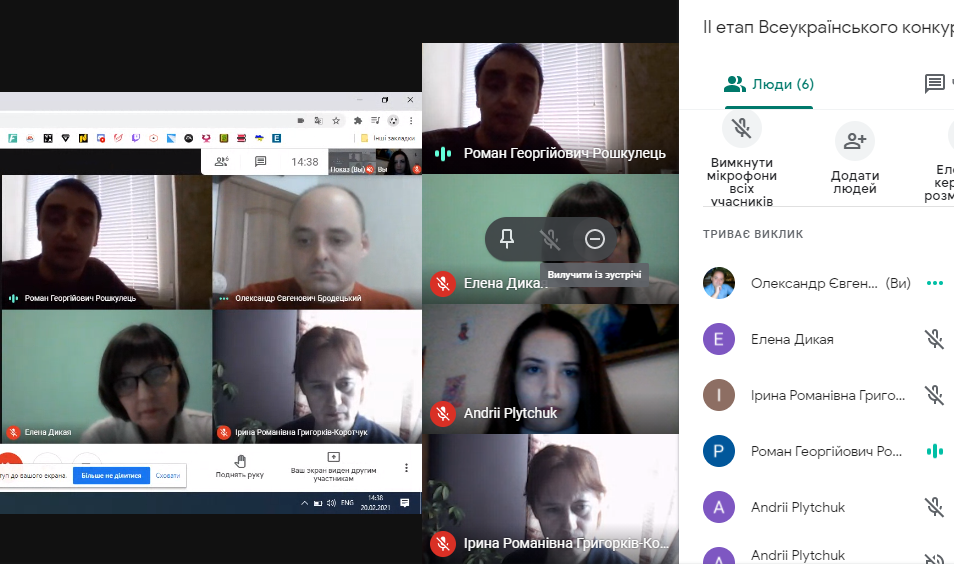 Інші закладки
14:38
Показ (Вы)
Вы
Роман Георгійович Рошкулець
Олександр Євгенович Бродецький
Елена Дикая
Ірина Романівна Григорків-Коротчук
туп до вашого екрана.
Більше не ділитися
Сховати
Поднять руку
Ваш экран виден другим
участникам
ENG
14:38
20.02.2021
Роман Георгійович Рошкулець
Вилучити із зустрічі
Елена Дика..
Andrii Plytchuk
Ірина Романівна Григорків-Ко...
ІІ етап Всеукраїнського конкур
Люди (6)
Вимкнути
мікрофони
всіх
учасників
Додати
людей
Еле
кер
розм
ТРИВАЄ ВИКЛИК
Олександр Євген... (Ви)
E
Елена Дикая
І
Ірина Романівна Григо...
Р
Роман Георгійович Ро...
A
Andrii Plytchuk
A
Andrii Plytchuk